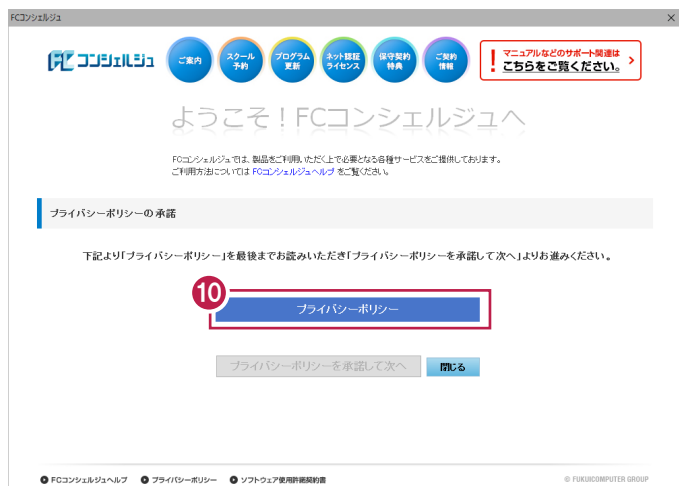 FCコンシェルジュ
×
FC コンシェルジュ
ご案内
スクール
予約
プログラム
更新
ネット認証
ライセンス
保守契約
特典
ご契約
情報
! マニュアルなどのサポート関連は
こちらをご覧ください。 >
ようこそ！FCコンシェルジュへ
FCコンシェルジュでは、製品をご利用いただく上で必要となる各種サービスをご提供しております。
ご利用方法については FCコンシェルジュヘルプ をご覧ください。
プライバシーポリシーの承諾
下記より「プライバシーポリシー」を最後までお読みいただき「プライバシーポリシーを承諾して次へ」よりお進みください。
10
プライバシーポリシー
プライバシーポリシーを承諾して次へ 閉じる
FCコンシェルジュヘルプ プライバシーポリシー ソフトウェア使用許諾契約書 © FUKUICOMPUTER GROUP